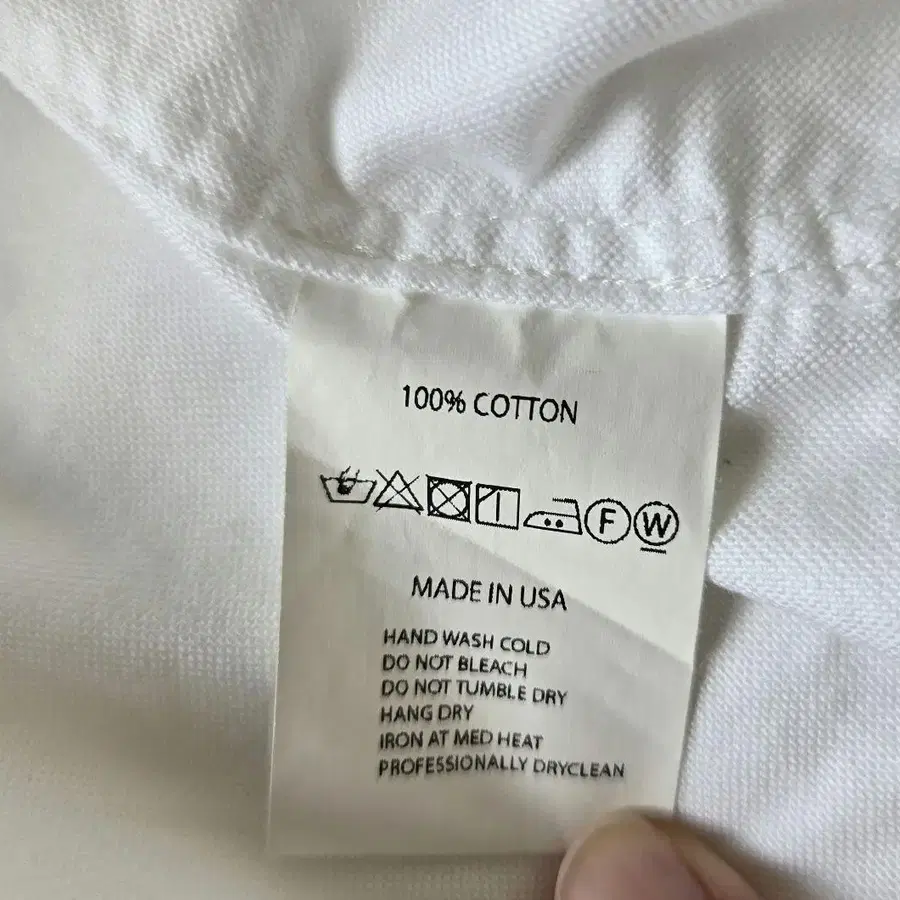 100% COTTON
F W
MADE IN USA
HAND WASH COLD
DO NOT BLEACH
DO NOT TUMBLE DRY
HANG DRY
IRON AT MED HEAT
PROFESSIONALLY DRYCLEAN